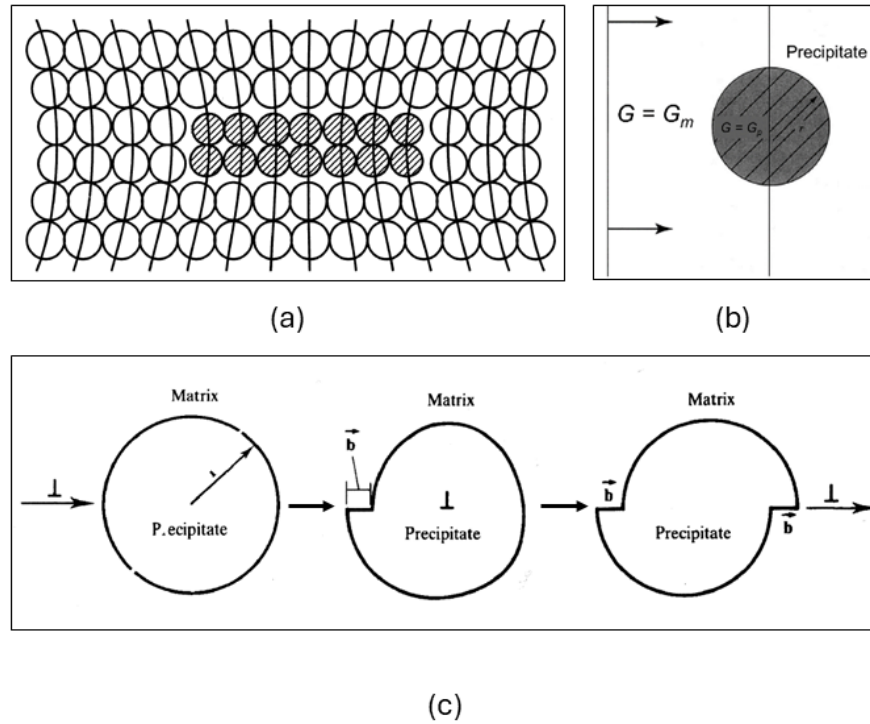 Precipitate
G = Gₘ
G = Gₚ
r
(a)
(b)
Matrix
Matrix
Matrix
b
b
r
P.ecipitate
Precipitate
Precipitate
b
(c)